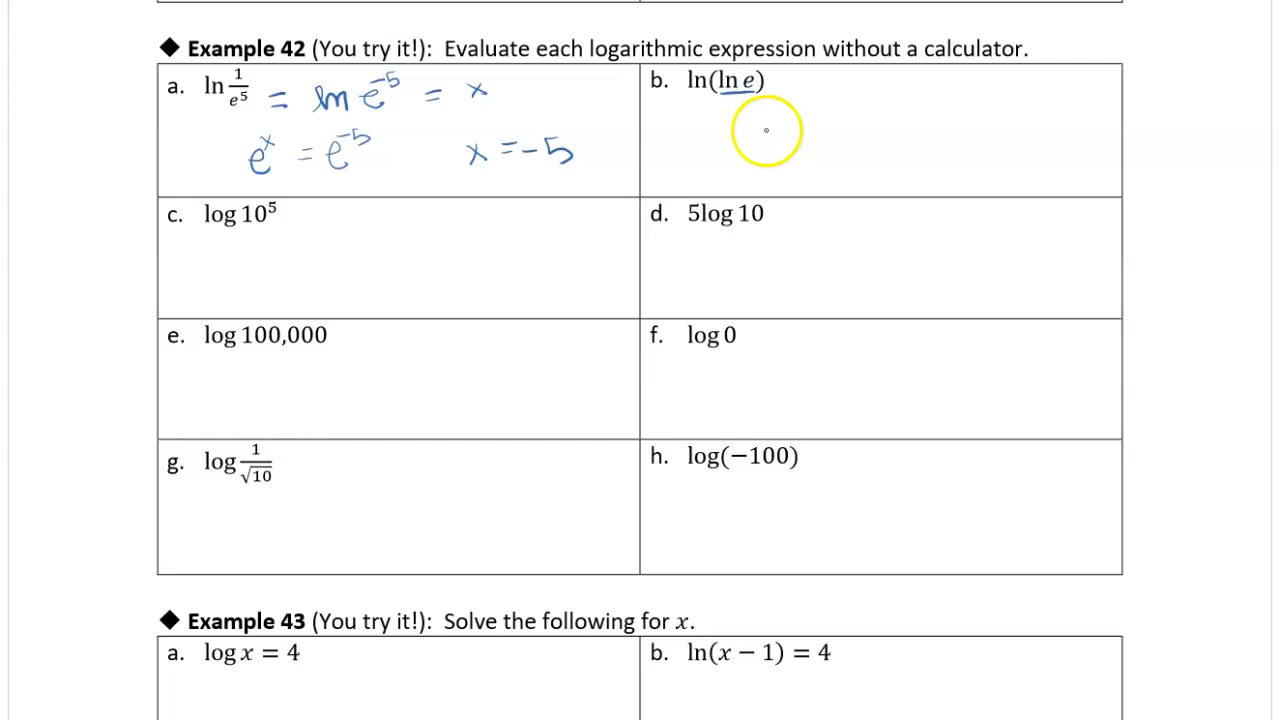 ◆ Example 42 (You try it!): Evaluate each logarithmic expression without a calculator.
a. ln 1/e⁵ = ln e⁻⁵ = x
eˣ = e⁻⁵ x = -5
b. ln(ln e)
c. log 10⁵
d. 5log 10
e. log 100,000
f. log 0
g. log 1/√10
h. log(−100)
◆ Example 43 (You try it!): Solve the following for x.
a. log x = 4
b. ln(x − 1) = 4